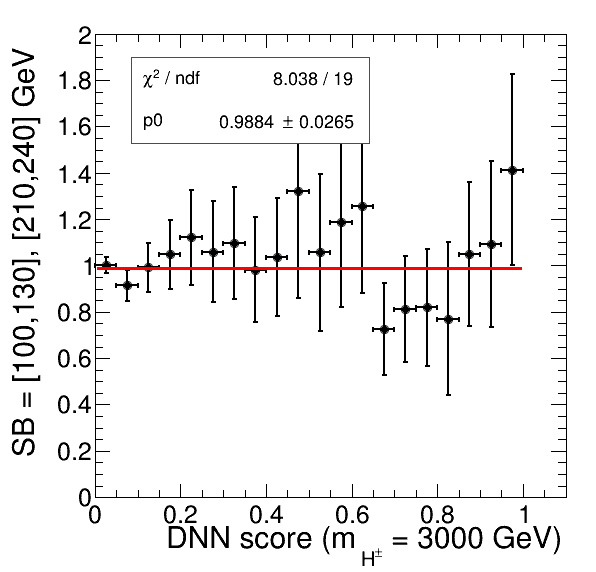 SB = [100,130], [210,240] GeV
2
1.8
1.6
1.4
1.2
1
0.8
0.6
0.4
0.2
0
χ² / ndf 8.038 / 19
p0 0.9884 ± 0.0265
0 0.2 0.4 0.6 0.8 1
DNN score (m_H± = 3000 GeV)